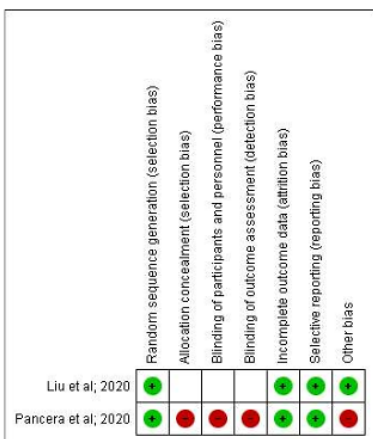 Random sequence generation (selection bias)
Allocation concealment (selection bias)
Blinding of participants and personnel (performance bias)
Blinding of outcome assessment (detection bias)
Incomplete outcome data (attrition bias)
Selective reporting (reporting bias)
Other bias
Liu et al; 2020 + + + +
Pancera et al; 2020 + - - - + + -